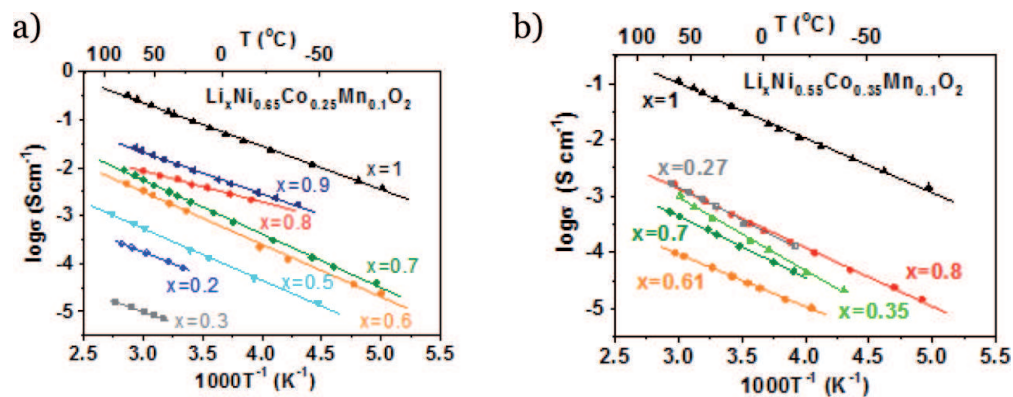 a)
T (°C)
100 50 0 -50
0
-1
-2
-3
-4
-5
logσ (Scm⁻¹)
LiₓNi₀.₆₅Co₀.₂₅Mn₀.₁O₂
x=1
x=0.9
x=0.8
x=0.7
x=0.5
x=0.2
x=0.6
x=0.3
2.5 3.0 3.5 4.0 4.5 5.0 5.5
1000T⁻¹ (K⁻¹)
b)
T (°C)
100 50 0 -50
-1
-2
-3
-4
-5
logσ (S cm⁻¹)
LiₓNi₀.₅₅Co₀.₃₅Mn₀.₁O₂
x=1
x=0.27
x=0.7
x=0.8
x=0.61
x=0.35
2.5 3.0 3.5 4.0 4.5 5.0 5.5
1000T⁻¹ (K⁻¹)